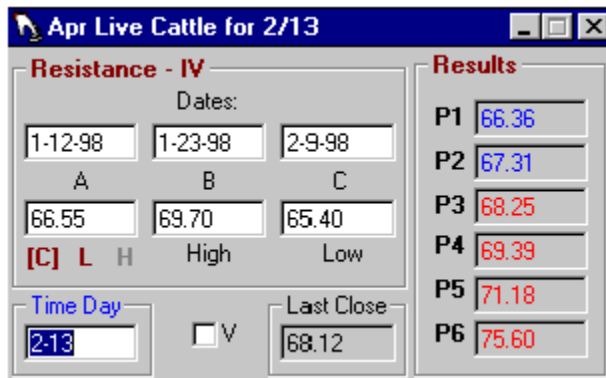 Apr Live Cattle for 2/13
Resistance - IV
Dates:
1-12-98 1-23-98 2-9-98
A B C
66.55 69.70 65.40
[C] L H High Low
Time Day
2-13
V
Last Close
68.12
Results
P1 66.36
P2 67.31
P3 68.25
P4 69.39
P5 71.18
P6 75.60